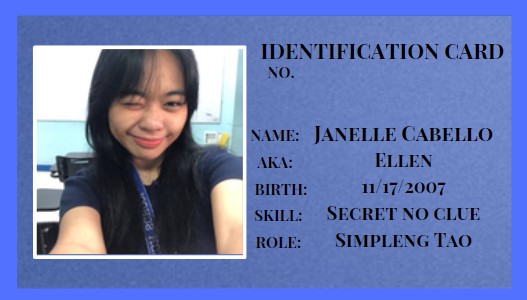 IDENTIFICATION CARD
NO.
NAME: JANELLE CABELLO
AKA: ELLEN
BIRTH: 11/17/2007
SKILL: SECRET NO CLUE
ROLE: SIMPLENG TAO